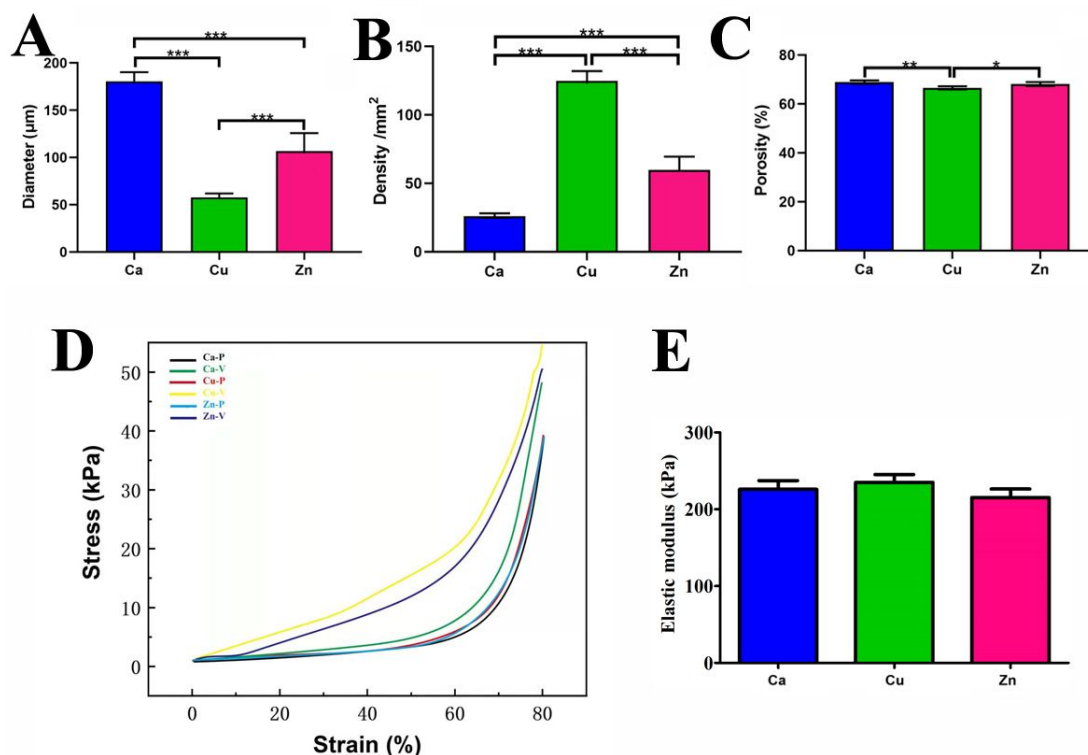 A
***
***
***
Diameter (μm)
200
150
100
50
0
Ca
Cu
Zn
B
***
***
***
Density /mm²
150
100
50
0
Ca
Cu
Zn
C
**
*
Porosity (%)
80
60
40
20
0
Ca
Cu
Zn
D
Ca-P
Ca-V
Cu-P
Cu-V
Zn-P
Zn-V
Stress (kPa)
50
40
30
20
10
0
0
20
40
60
80
Strain (%)
E
Elastic modulus (kPa)
300
200
100
0
Ca
Cu
Zn